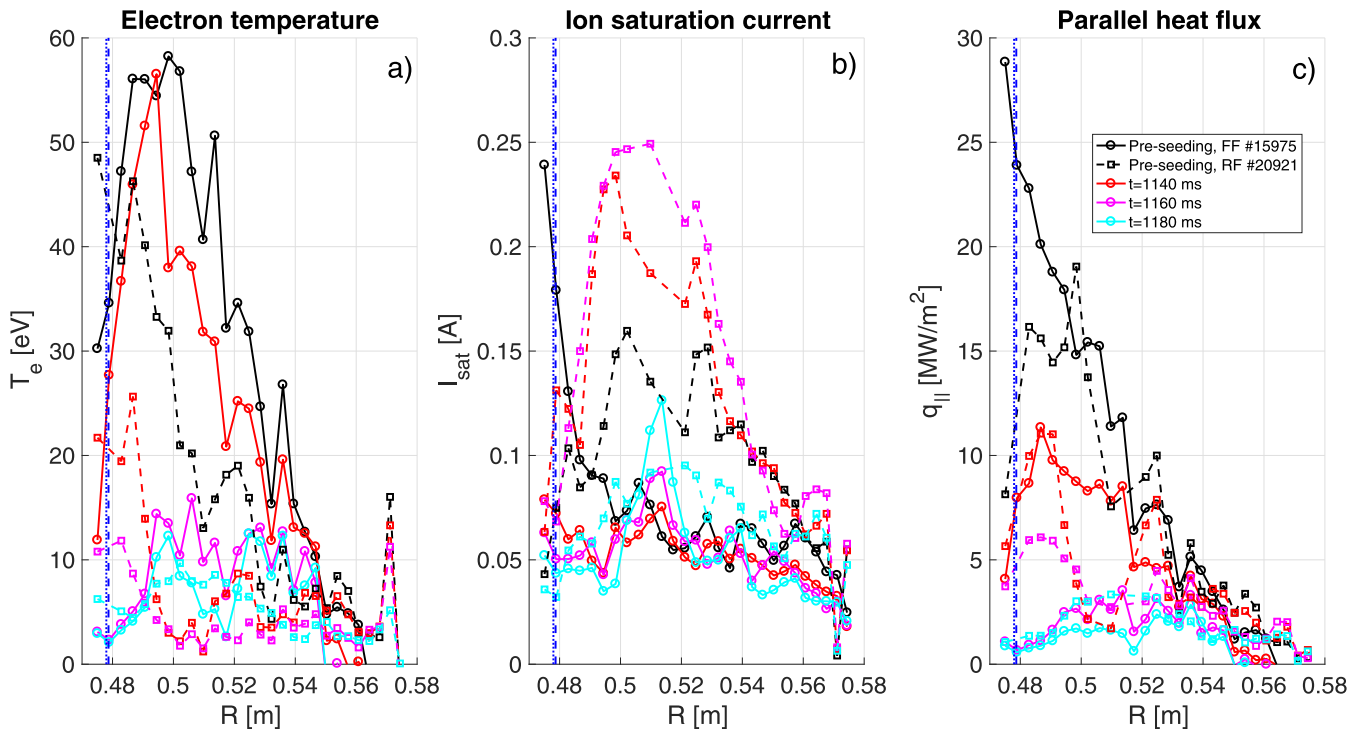 Electron temperature
60
50
40
30
20
10
0
0.48 0.5 0.52 0.54 0.56 0.58
T_e [eV]
R [m]
a)
Ion saturation current
0.3
0.25
0.2
0.15
0.1
0.05
0
0.48 0.5 0.52 0.54 0.56 0.58
I_sat [A]
R [m]
b)
Parallel heat flux
30
25
20
15
10
5
0
0.48 0.5 0.52 0.54 0.56 0.58
q_|| [MW/m²]
R [m]
c)
Pre-seeding, FF #15975
Pre-seeding, RF #20921
t=1140 ms
t=1160 ms
t=1180 ms